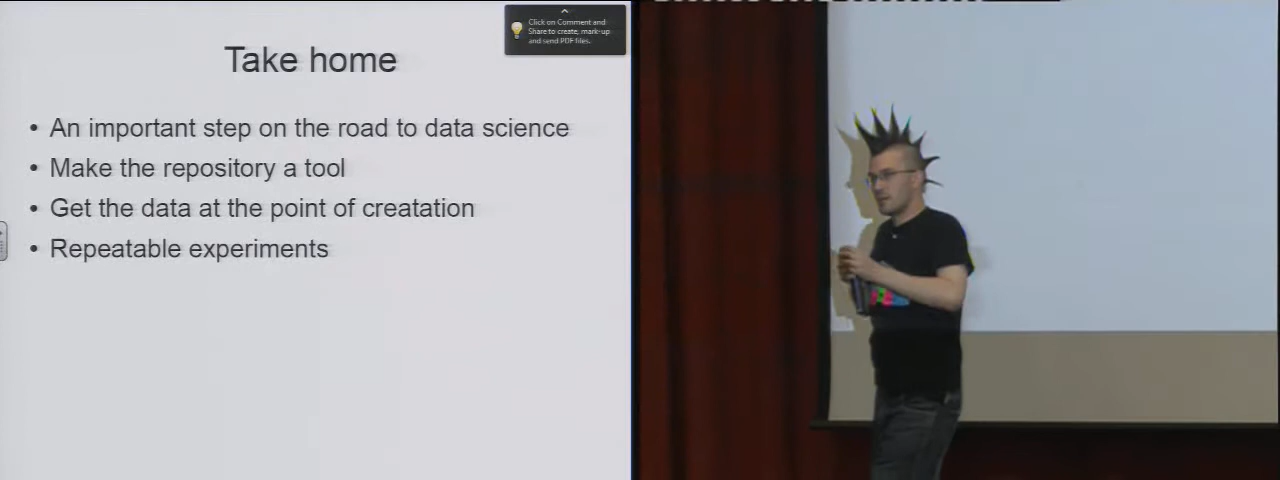 Take home
• An important step on the road to data science
• Make the repository a tool
• Get the data at the point of creatation
• Repeatable experiments
Click on Comment and
Share to create, mark-up
and send PDF files.